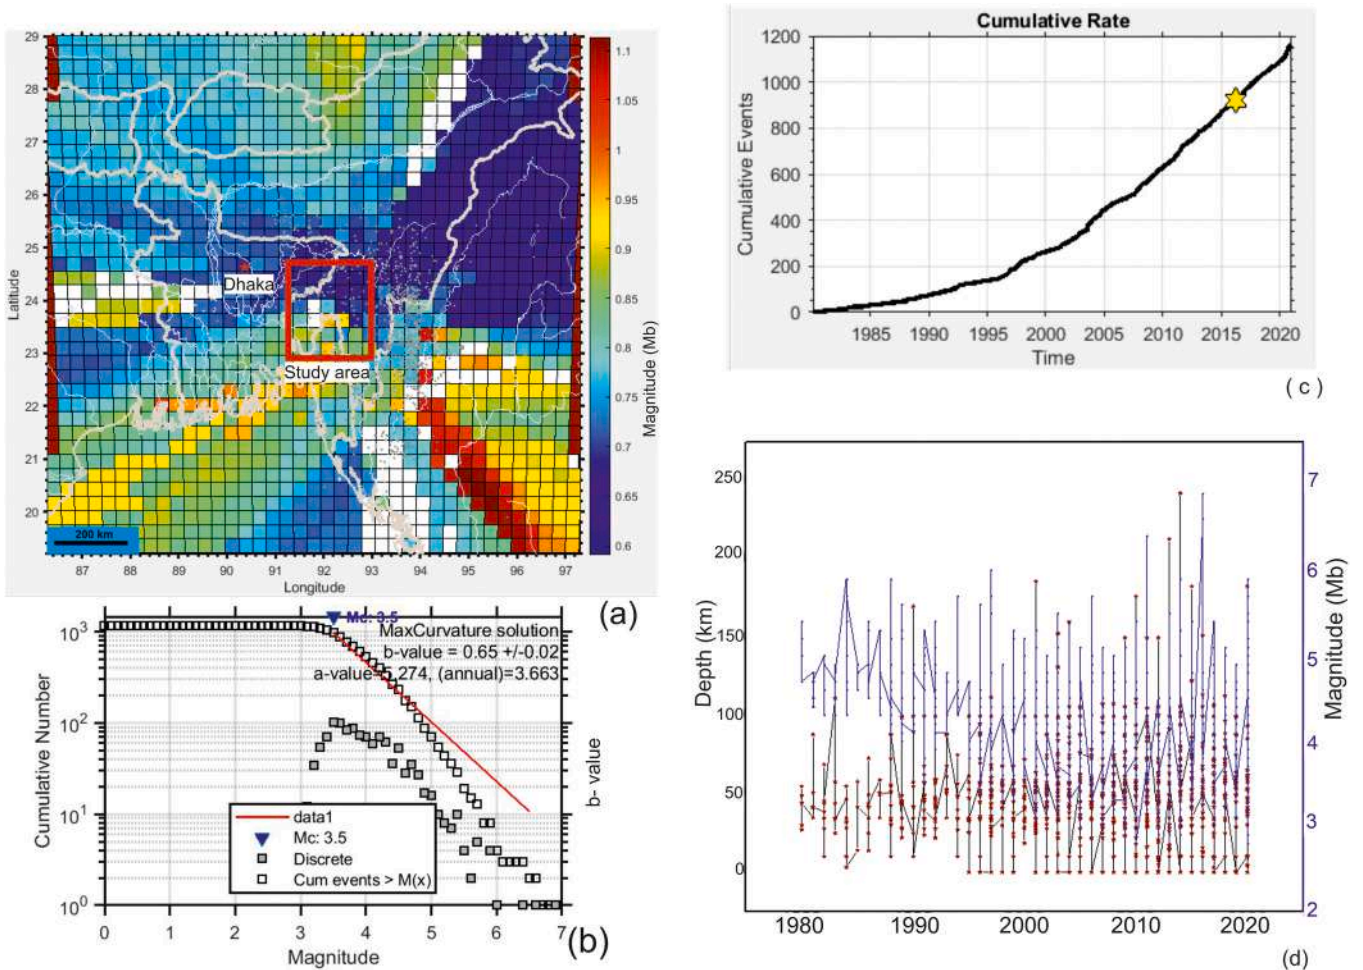 29
28
27
26
25
24
23
22
21
20
Latitude
Dhaka
Study area
200 km
87 88 89 90 91 92 93 94 95 96 97
Longitude
1.1
1.05
1
0.95
0.9
0.85
0.8
0.75
0.7
0.65
0.6
Magnitude (Mb)
(a)
Mc: 3.5
MaxCurvature solution
b-value = 0.65 +/-0.02
274, (annual)=3.663
a-value=
10³
10²
10¹
10⁰
Cumulative Number
b- value
data1
Mc: 3.5
Discrete
Cum events > M(x)
0 1 2 3 4 5 6 7
Magnitude
(b)
Cumulative Rate
1200
1000
800
600
400
200
0
Cumulative Events
1985 1990 1995 2000 2005 2010 2015 2020
Time
( c )
250
200
150
100
50
0
Depth (km)
7
6
5
4
3
2
Magnitude (Mb)
1980 1990 2000 2010 2020
(d)